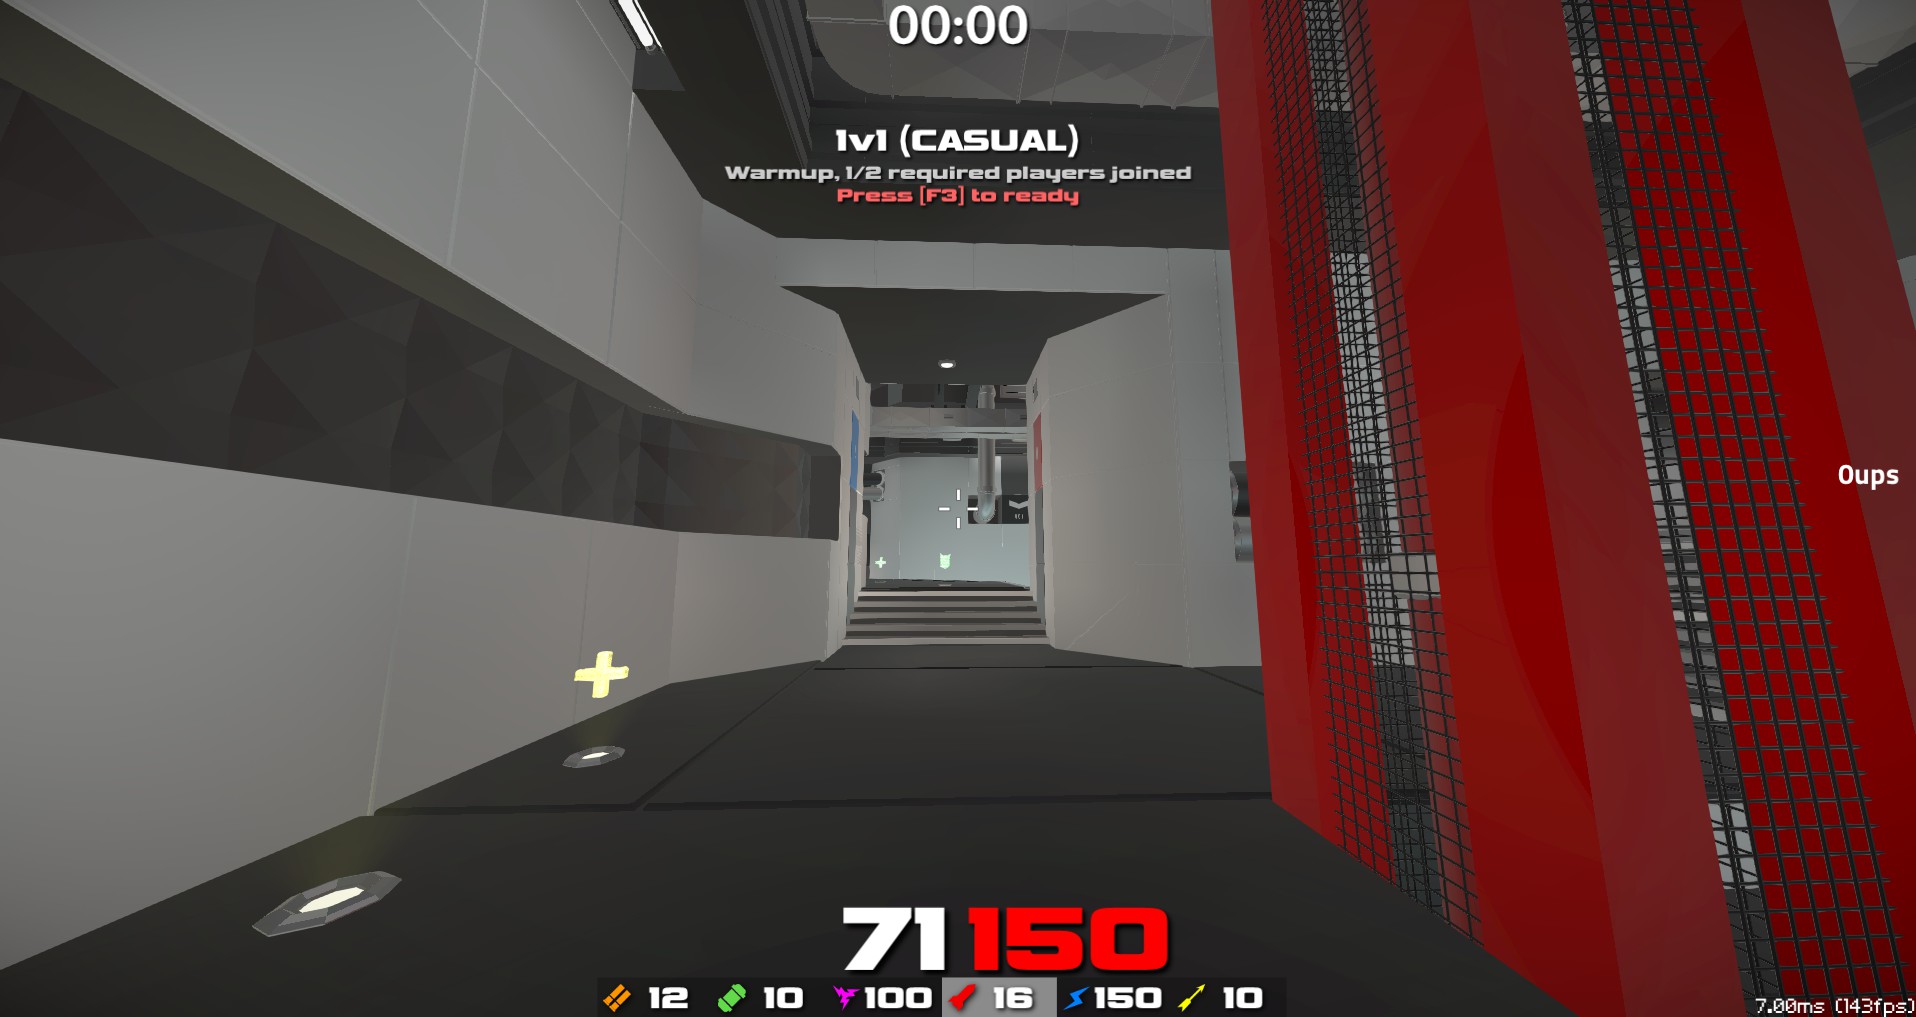 00:00
1v1 (CASUAL)
Warmup, 1/2 required players joined
Press [F3] to ready
Oups
71 150
12 10 100 16 150 10
7.00ms (143fps)